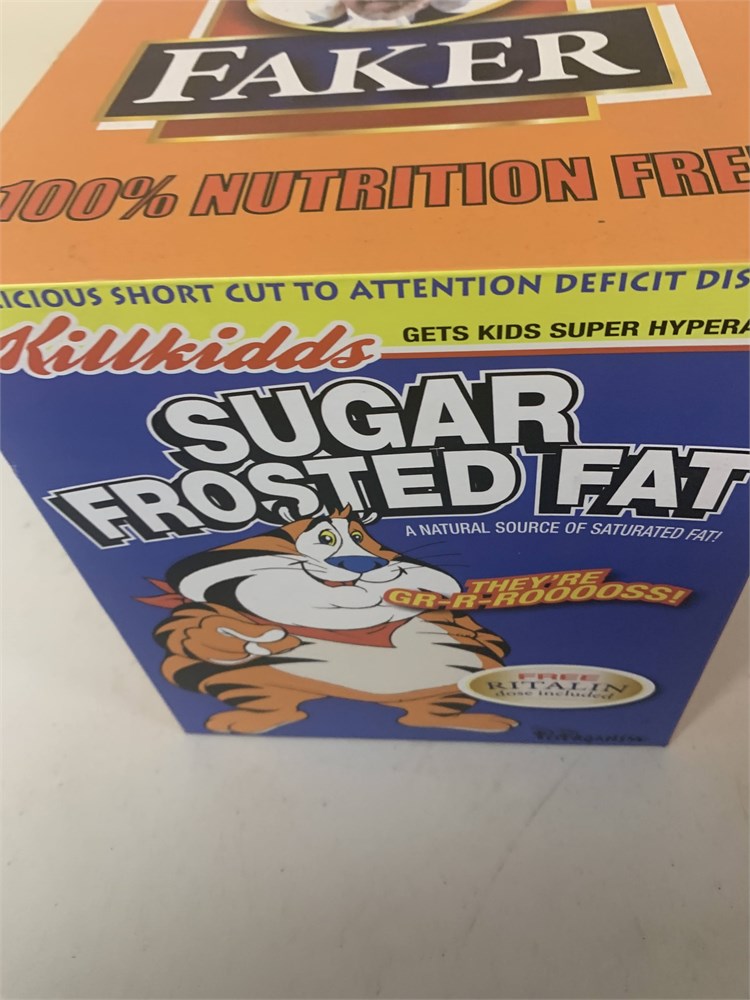 FAKER
100% NUTRITION FRE
ICIOUS SHORT CUT TO ATTENTION DEFICIT DIS
Killkidds
GETS KIDS SUPER HYPERA
SUGAR
FROSTED FAT
A NATURAL SOURCE OF SATURATED FAT!
THEY'RE
GR-R-ROOOOSS!
FREE
RITALIN
dose included